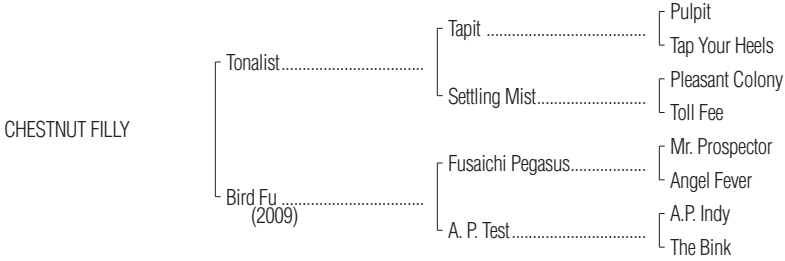 Pulpit
Tapit ......................................
Tap Your Heels
Tonalist..................................
Pleasant Colony
Settling Mist..........................
Toll Fee
CHESTNUT FILLY
Mr. Prospector
Fusaichi Pegasus..................
Angel Fever
Bird Fu ..................................
(2009)
A.P. Indy
A. P. Test................................
The Bink